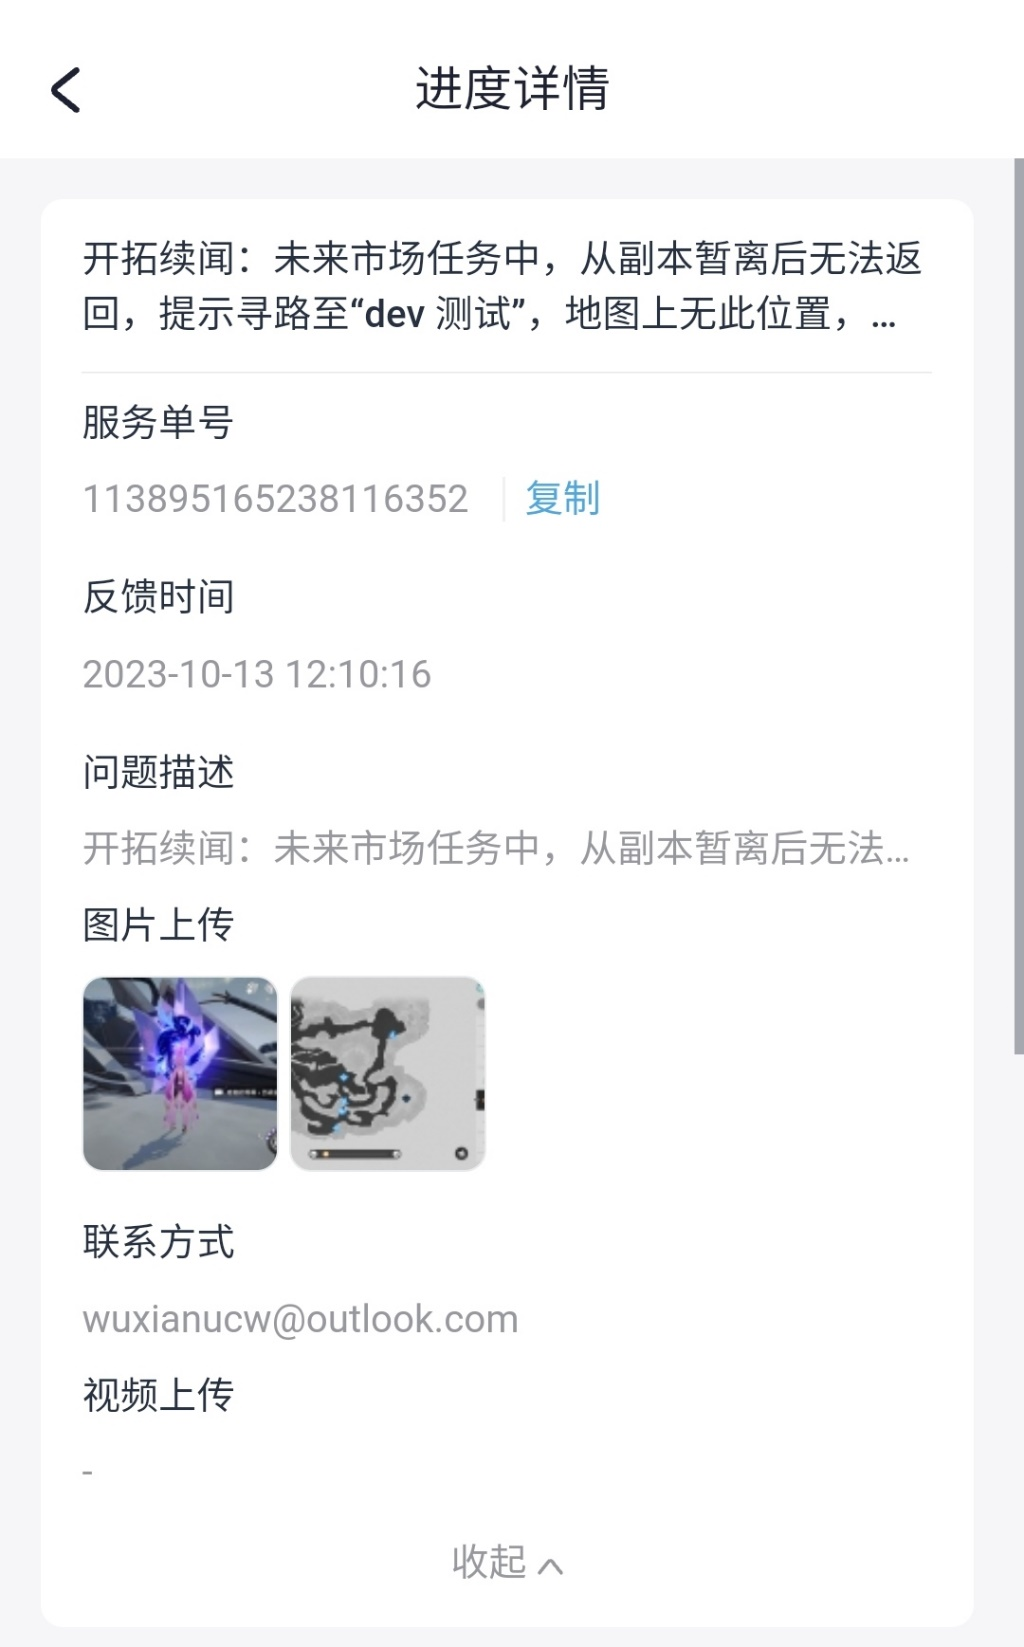 进度详情
开拓续闻：未来市场任务中，从副本暂离后无法返
回，提示寻路至“dev 测试”，地图上无此位置，...
服务单号
113895165238116352
复制
反馈时间
2023-10-13 12:10:16
问题描述
开拓续闻：未来市场任务中，从副本暂离后无法...
图片上传
联系方式
wuxianucw@outlook.com
视频上传
-
收起